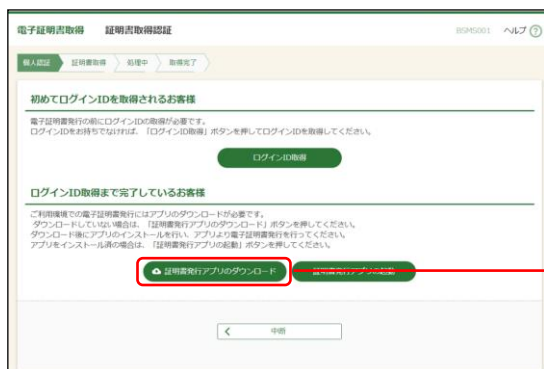 電子証明書取得 証明書取得認証 BSMS001 ヘルプ ?
個人認証 証明書取得 処理中 取得完了
初めてログインIDを取得されるお客様
電子証明書発行の前にログインIDの取得が必要です。
ログインIDをお持ちでなければ、「ログインID取得」ボタンを押してログインIDを取得してください。
ログインID取得
ログインID取得まで完了しているお客様
ご利用環境での電子証明書発行にはアプリのダウンロードが必要です。
ダウンロードしていない場合は、「証明書発行アプリのダウンロード」ボタンを押してください。
ダウンロード後にアプリのインストールを行い、アプリより電子証明書発行を行ってください。
アプリをインストール済の場合は、「証明書発行アプリの起動」ボタンを押してください。
証明書発行アプリのダウンロード 証明書発行アプリの起動
中断